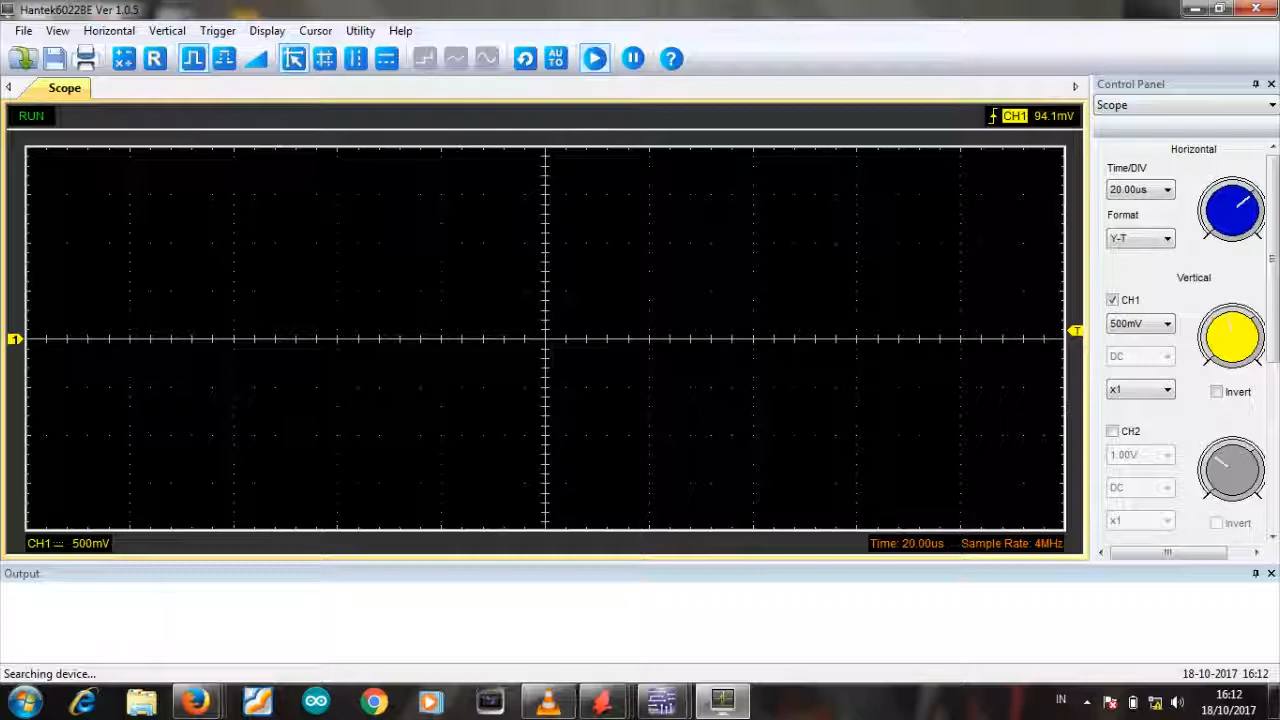 Hantek6022BE Ver 1.0.5
File View Horizontal Vertical Trigger Display Cursor Utility Help
R AU TO ?
Scope
Control Panel
Scope
RUN
CH1 94.1mV
Horizontal
Time/DIV
20.00us
Format
Y-T
Vertical
CH1
500mV
DC
x1
Invert
1
T
CH2
1.00V
DC
x1
Invert
CH1 500mV
Time: 20.00us Sample Rate: 4MHz
Output
Searching device...
18-10-2017 16:12
IN
16:12
18/10/2017